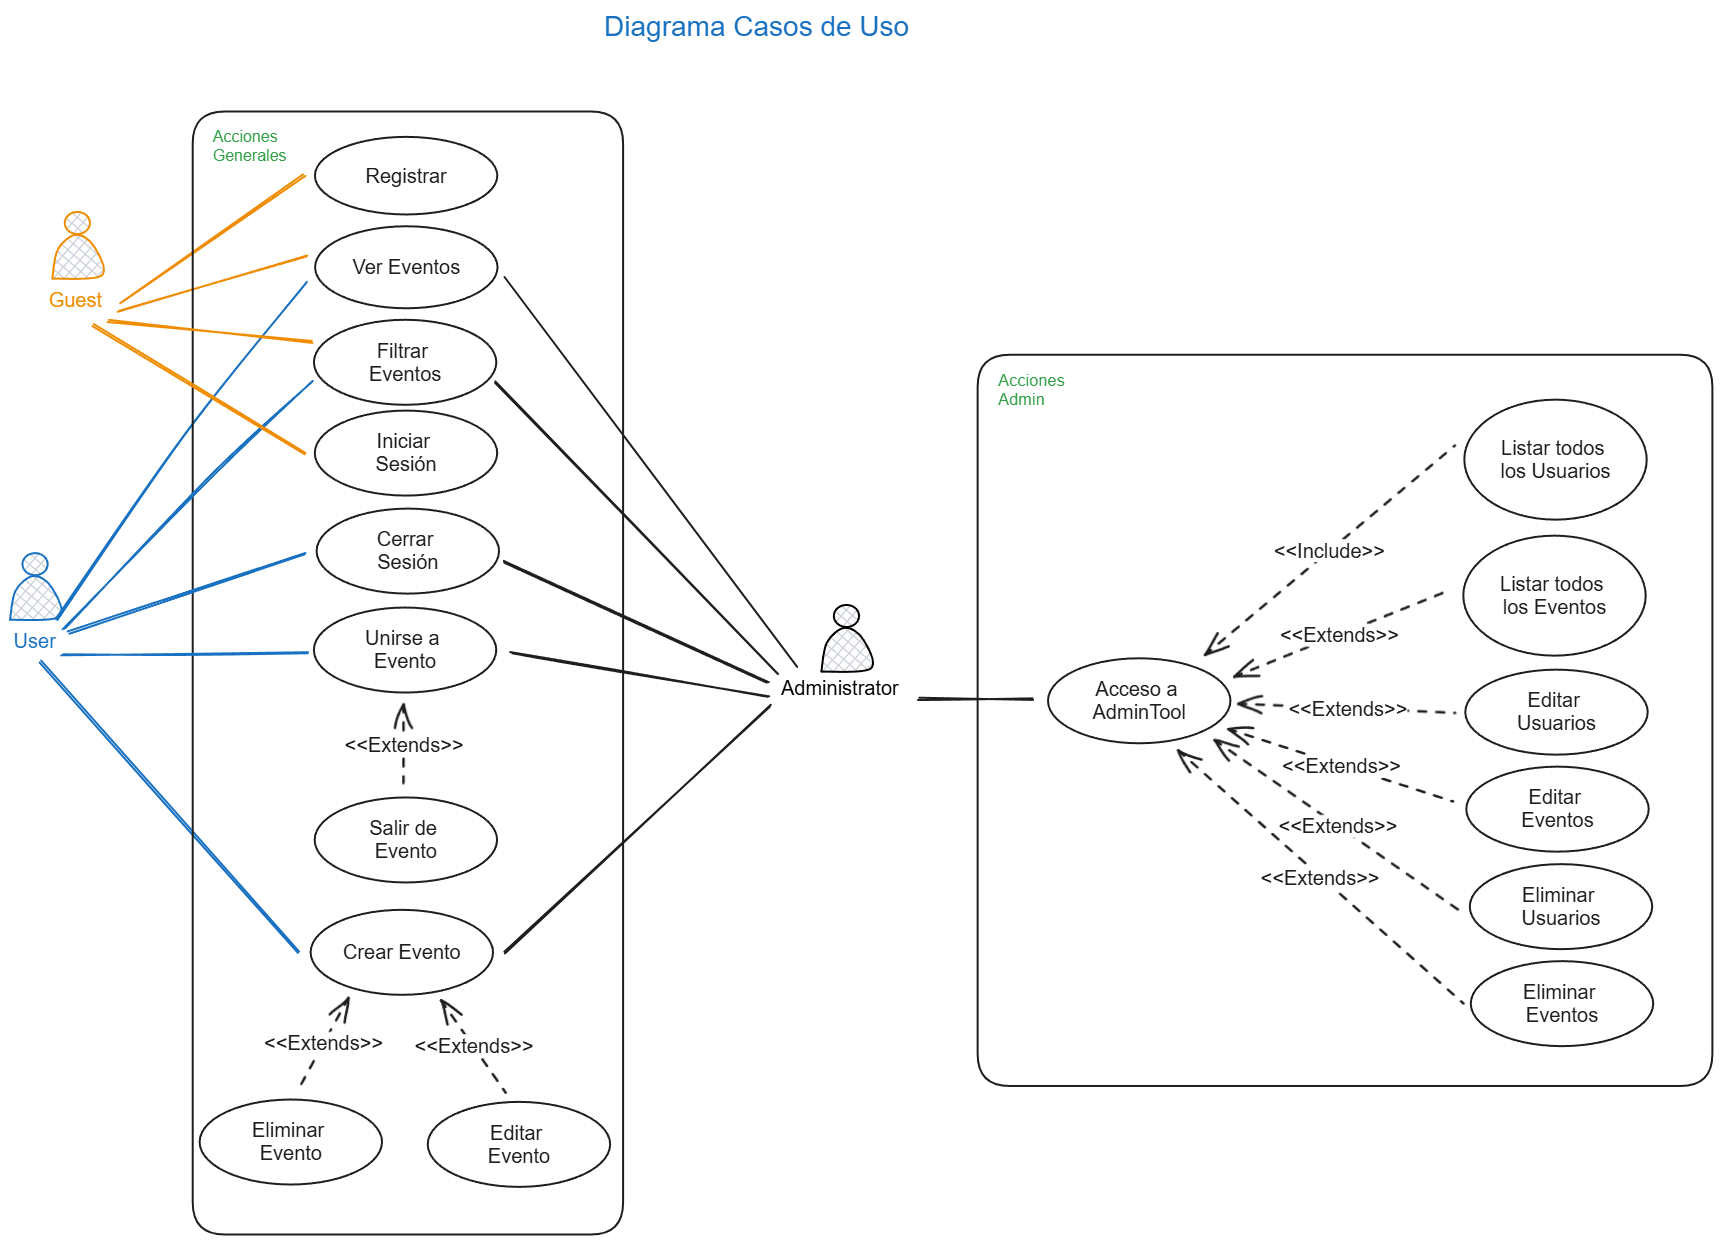 Diagrama Casos de Uso
Acciones
Generales
Registrar
Ver Eventos
Guest
Filtrar
Eventos
Iniciar
Sesión
Cerrar
Sesión
User
Unirse a
Evento
<<Extends>>
Salir de
Evento
Crear Evento
<<Extends>>
<<Extends>>
Eliminar
Evento
Editar
Evento
Administrator
Acciones
Admin
Listar todos
los Usuarios
<<Include>>
Listar todos
los Eventos
<<Extends>>
Acceso a
AdminTool
<<Extends>>
Editar
Usuarios
<<Extends>>
Editar
Eventos
<<Extends>>
Eliminar
Usuarios
<<Extends>>
Eliminar
Eventos